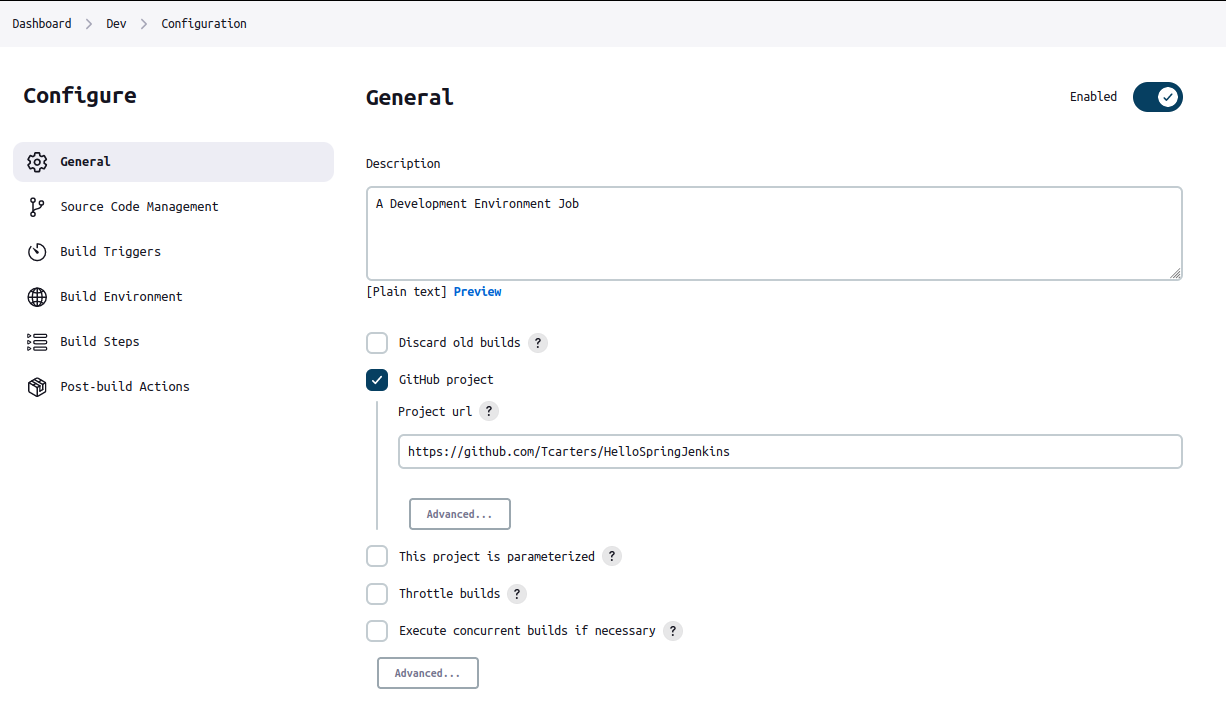 Dashboard > Dev > Configuration
Configure
General
Source Code Management
Build Triggers
Build Environment
Build Steps
Post-build Actions
General
Enabled
Description
A Development Environment Job
[Plain text] Preview
Discard old builds ?
GitHub project
Project url ?
https://github.com/Tcarters/HelloSpringJenkins
Advanced...
This project is parameterized ?
Throttle builds ?
Execute concurrent builds if necessary ?
Advanced...